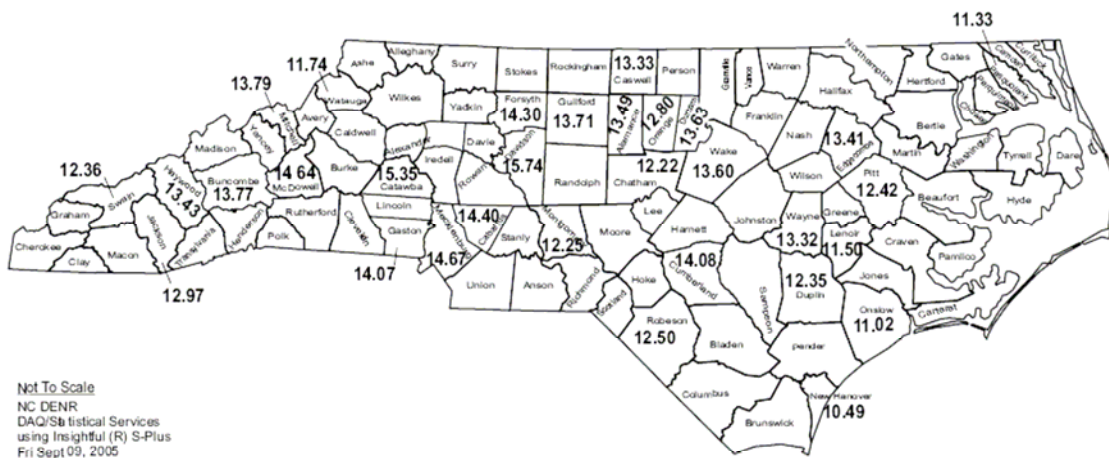 11.33
11.74
13.79
12.36
12.97
Alleghany
Ashe
Surry
Stokes
Rockingham
13.33
Caswell
Person
Granville
Vance
Warren
Northampton
Gates
Hertford
Camden
Currituck
Pasquotank
Perquimans
Chowan
Halifax
Bertie
Watauga
Wilkes
Yadkin
Forsyth
14.30
Guilford
13.71
13.49
Alamance
12.80
Orange
Durham
13.63
Franklin
Nash
13.41
Edgecombe
Martin
Washington
Tyrrell
Dare
Mitchell
Avery
Caldwell
Alexander
Iredell
Davie
Davidson
15.74
Randolph
12.22
Chatham
Wake
13.60
Wilson
Pitt
12.42
Beaufort
Hyde
Madison
Yancey
Burke
15.35
Catawba
Rowan
Swain
Haywood
13.43
Buncombe
13.77
14.64
McDowell
Lincoln
14.40
Cabarrus
Stanly
Montgom
12.25
Moore
Lee
Harnett
Johnston
Wayne
13.32
Greene
Lenoir
11.50
Craven
Pamlico
Graham
Jackson
Henderson
Rutherford
Polk
Cleveland
Gaston
14.07
Mecklenburg
14.67
Cherokee
Clay
Macon
Transylvania
Union
Anson
Richmond
Scotland
Hoke
14.08
Cumberland
Sampson
12.35
Duplin
Jones
Onslow
11.02
Carteret
Robeson
12.50
Bladen
pender
Columbus
New Hanover
10.49
Brunswick
Not To Scale
NC DENR
DAQ/Statistical Services
using Insightful (R) S-Plus
Fri Sept 09, 2005